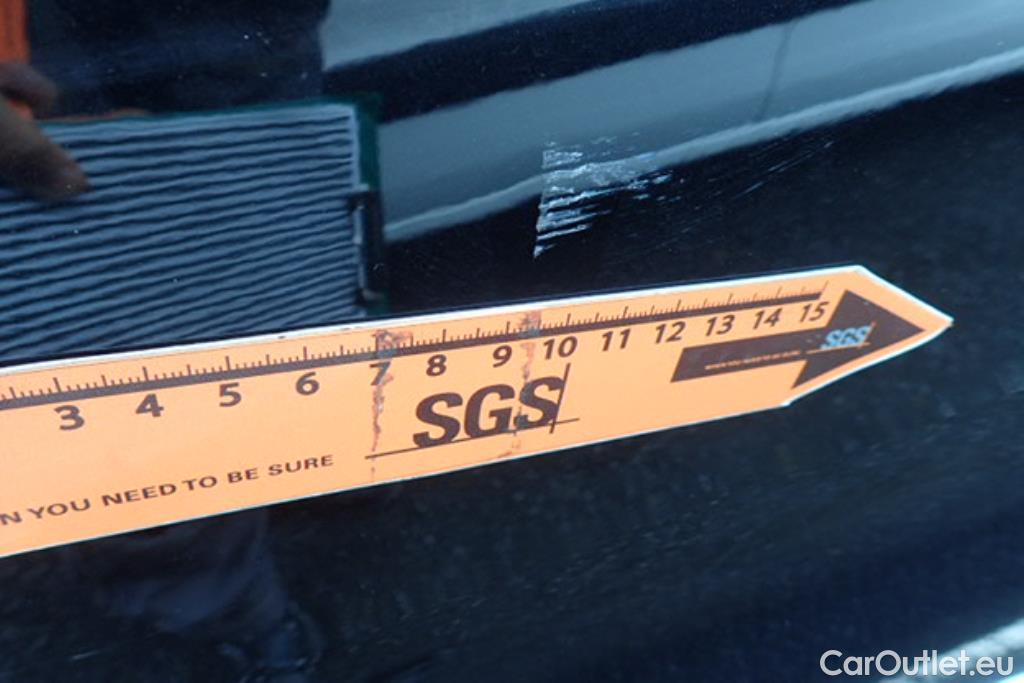 3 4 5 6 7 8 9 10 11 12 13 14 15
SGS
SGS
N YOU NEED TO BE SURE
CarOutlet.eu